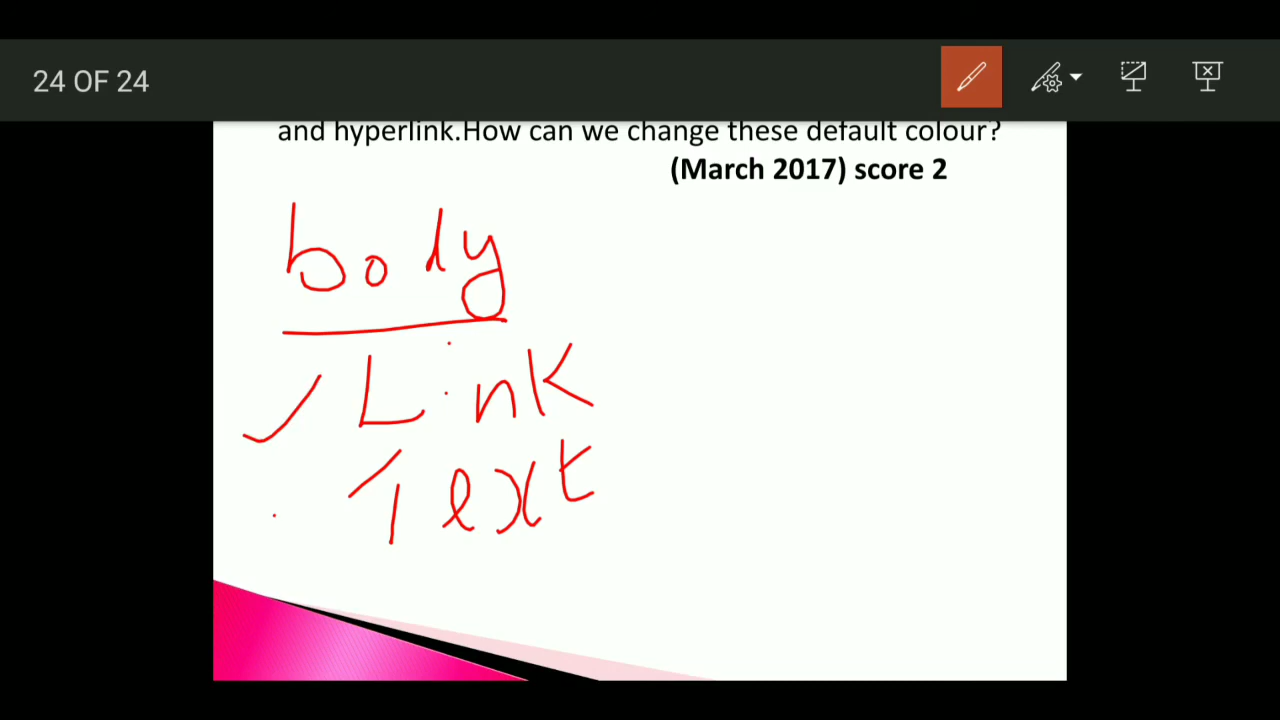 24 OF 24
and hyperlink.How can we change these default colour?
(March 2017) score 2
body
Link
Text